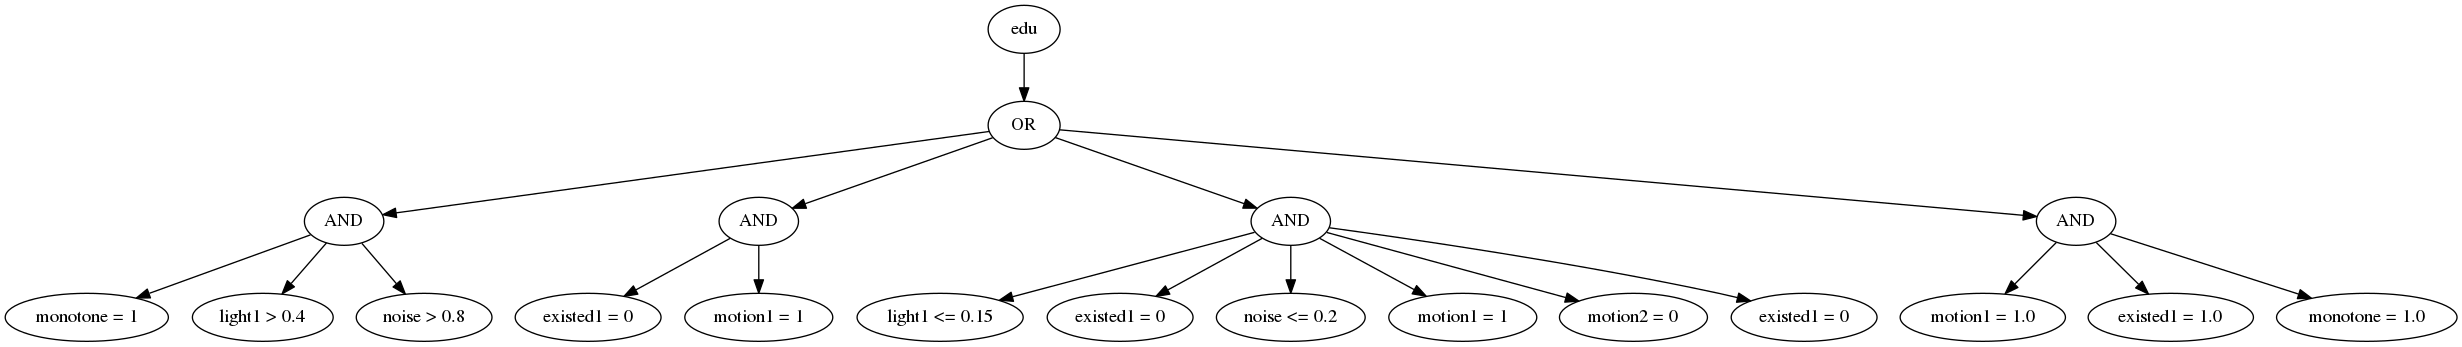 edu
OR
AND
AND
AND
AND
monotone = 1
light1 > 0.4
noise > 0.8
existed1 = 0
motion1 = 1
light1 <= 0.15
existed1 = 0
noise <= 0.2
motion1 = 1
motion2 = 0
existed1 = 0
motion1 = 1.0
existed1 = 1.0
monotone = 1.0